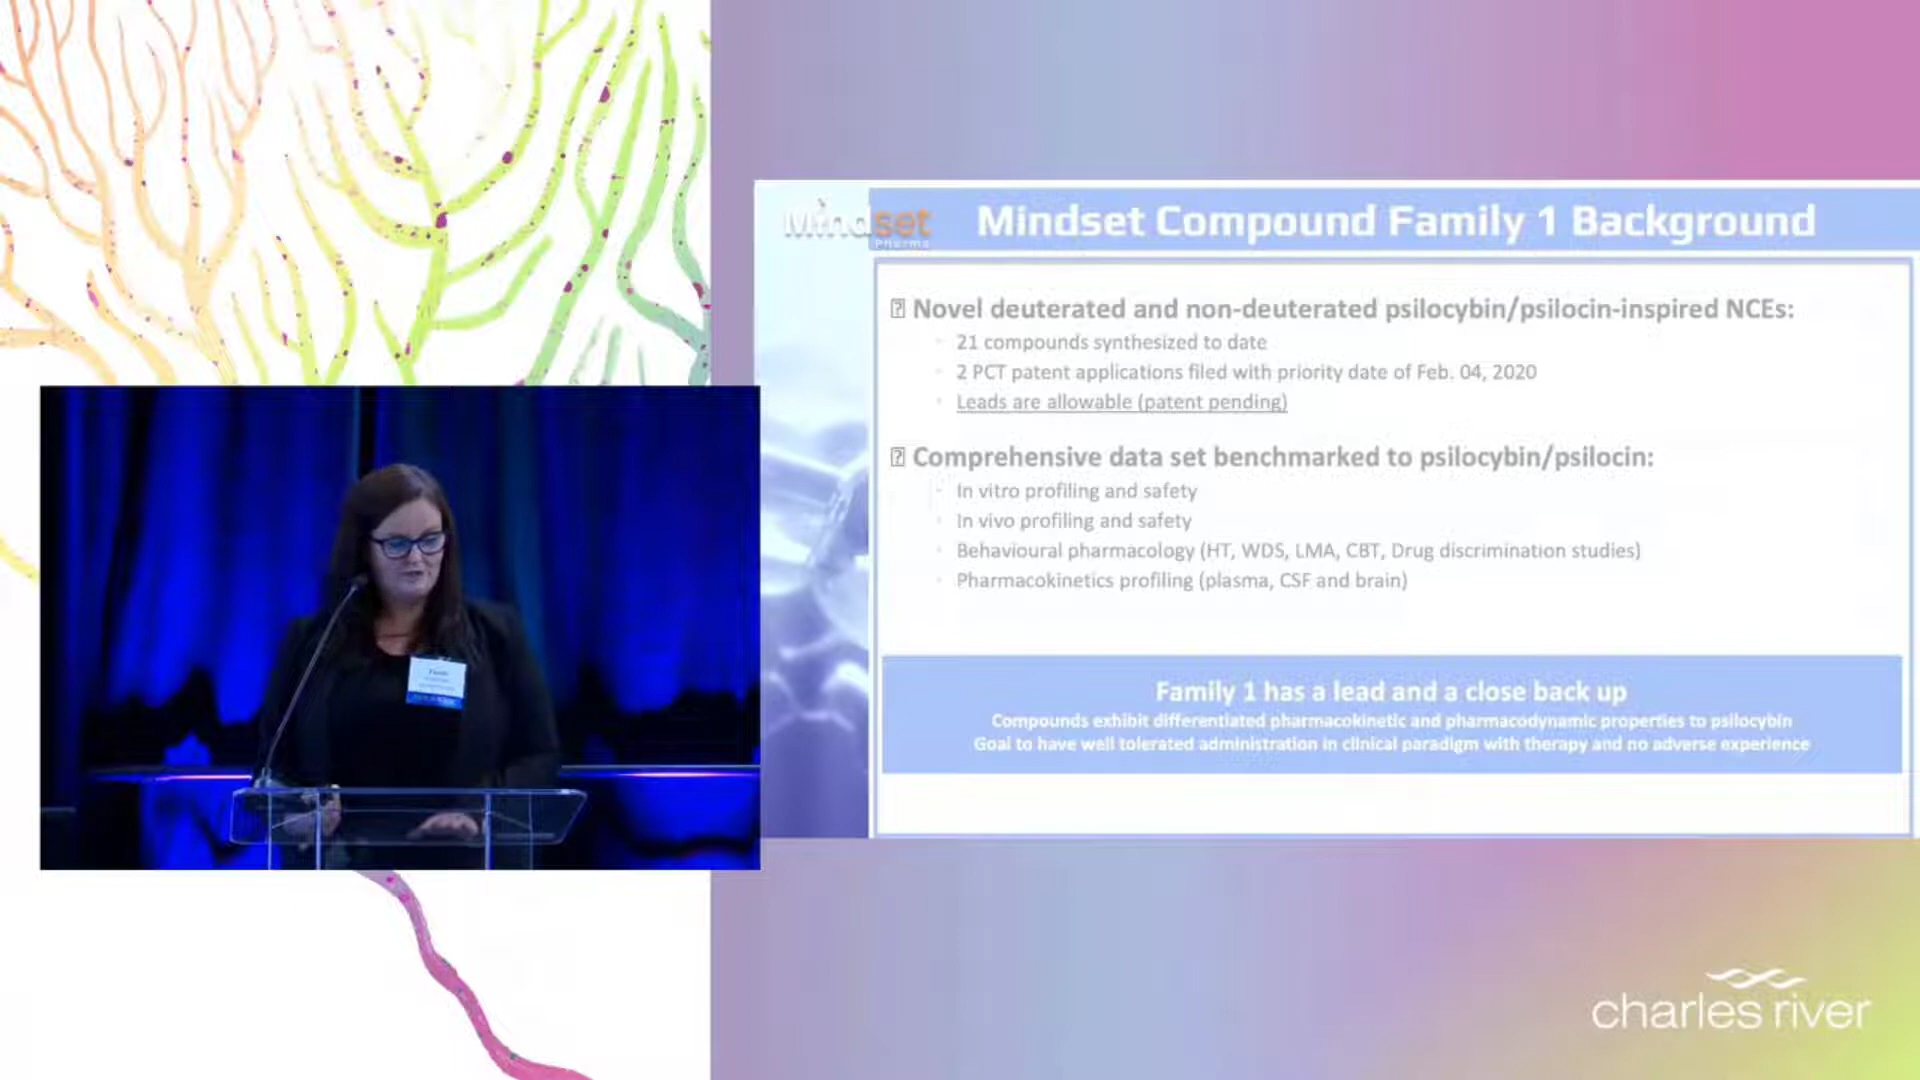 Mindset
Pharma
Mindset Compound Family 1 Background
Novel deuterated and non-deuterated psilocybin/psilocin-inspired NCEs:
21 compounds synthesized to date
2 PCT patent applications filed with priority date of Feb. 04, 2020
Leads are allowable (patent pending)
Comprehensive data set benchmarked to psilocybin/psilocin:
In vitro profiling and safety
In vivo profiling and safety
Behavioural pharmacology (HT, WDS, LMA, CBT, Drug discrimination studies)
Pharmacokinetics profiling (plasma, CSF and brain)
Family 1 has a lead and a close back up
Compounds exhibit differentiated pharmacokinetic and pharmacodynamic properties to psilocybin
Goal to have well tolerated administration in clinical paradigm with therapy and no adverse experience
charles river